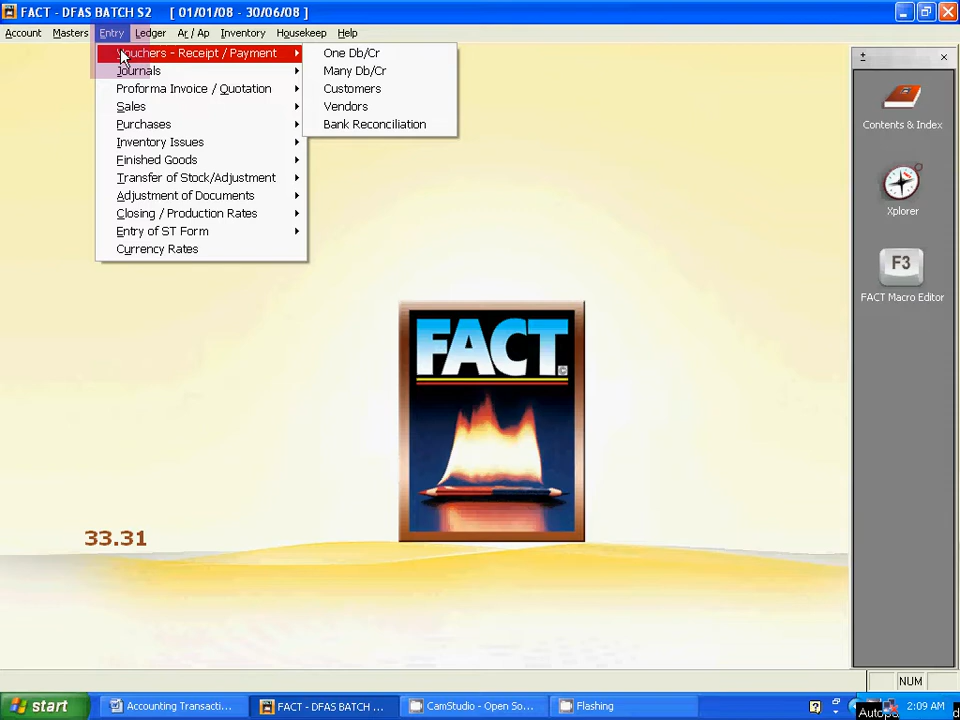 FACT - DFAS BATCH S2 [ 01/01/08 - 30/06/08 ]
Account Masters Entry Ledger Ar / Ap Inventory Housekeep Help
Vouchers - Receipt / Payment
Journals
Proforma Invoice / Quotation
Sales
Purchases
Inventory Issues
Finished Goods
Transfer of Stock/Adjustment
Adjustment of Documents
Closing / Production Rates
Entry of ST Form
Currency Rates
One Db/Cr
Many Db/Cr
Customers
Vendors
Bank Reconciliation
Contents & Index
Xplorer
F3
FACT Macro Editor
FACT
33.31
NUM
start
Accounting Transacti...
FACT - DFAS BATCH ...
CamStudio - Open So...
Flashing
2:09 AM